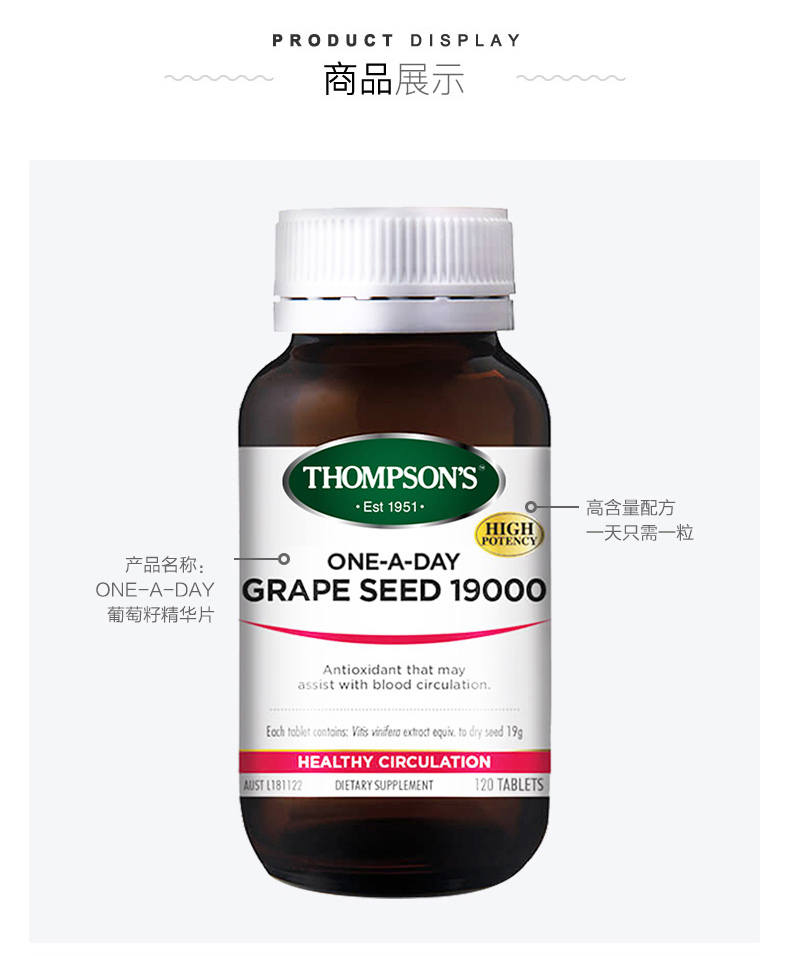 PRODUCT DISPLAY
商品展示
THOMPSON'S™
• Est 1951 •
HIGH
POTENCY
高含量配方
一天只需一粒
产品名称：
ONE-A-DAY
葡萄籽精华片
ONE-A-DAY
GRAPE SEED 19000
Antioxidant that may
assist with blood circulation.
Each tablet contains: Vitis vinifera extract equiv. to dry seed 19g
HEALTHY CIRCULATION
AUST L181122 DIETARY SUPPLEMENT 120 TABLETS